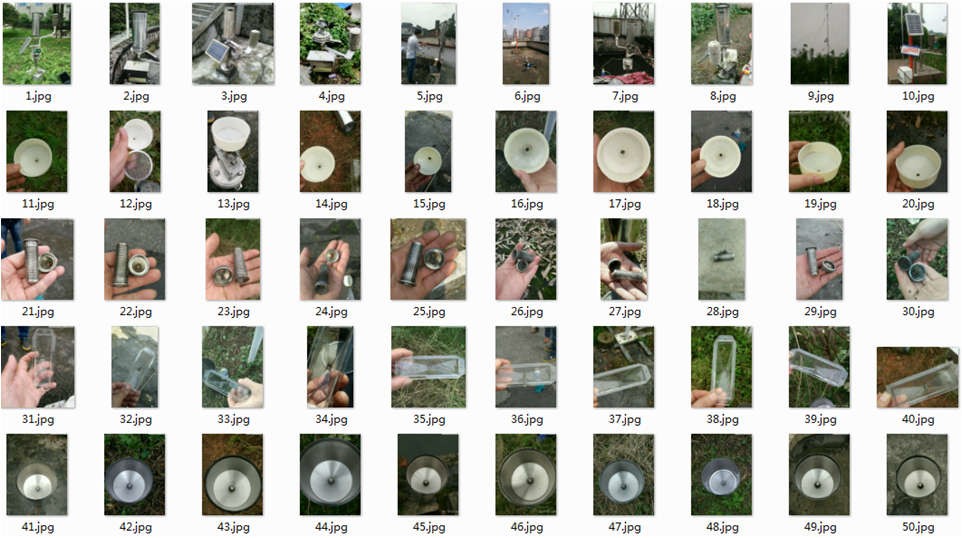 1.jpg 2.jpg 3.jpg 4.jpg 5.jpg 6.jpg 7.jpg 8.jpg 9.jpg 10.jpg
11.jpg 12.jpg 13.jpg 14.jpg 15.jpg 16.jpg 17.jpg 18.jpg 19.jpg 20.jpg
21.jpg 22.jpg 23.jpg 24.jpg 25.jpg 26.jpg 27.jpg 28.jpg 29.jpg 30.jpg
31.jpg 32.jpg 33.jpg 34.jpg 35.jpg 36.jpg 37.jpg 38.jpg 39.jpg 40.jpg
41.jpg 42.jpg 43.jpg 44.jpg 45.jpg 46.jpg 47.jpg 48.jpg 49.jpg 50.jpg